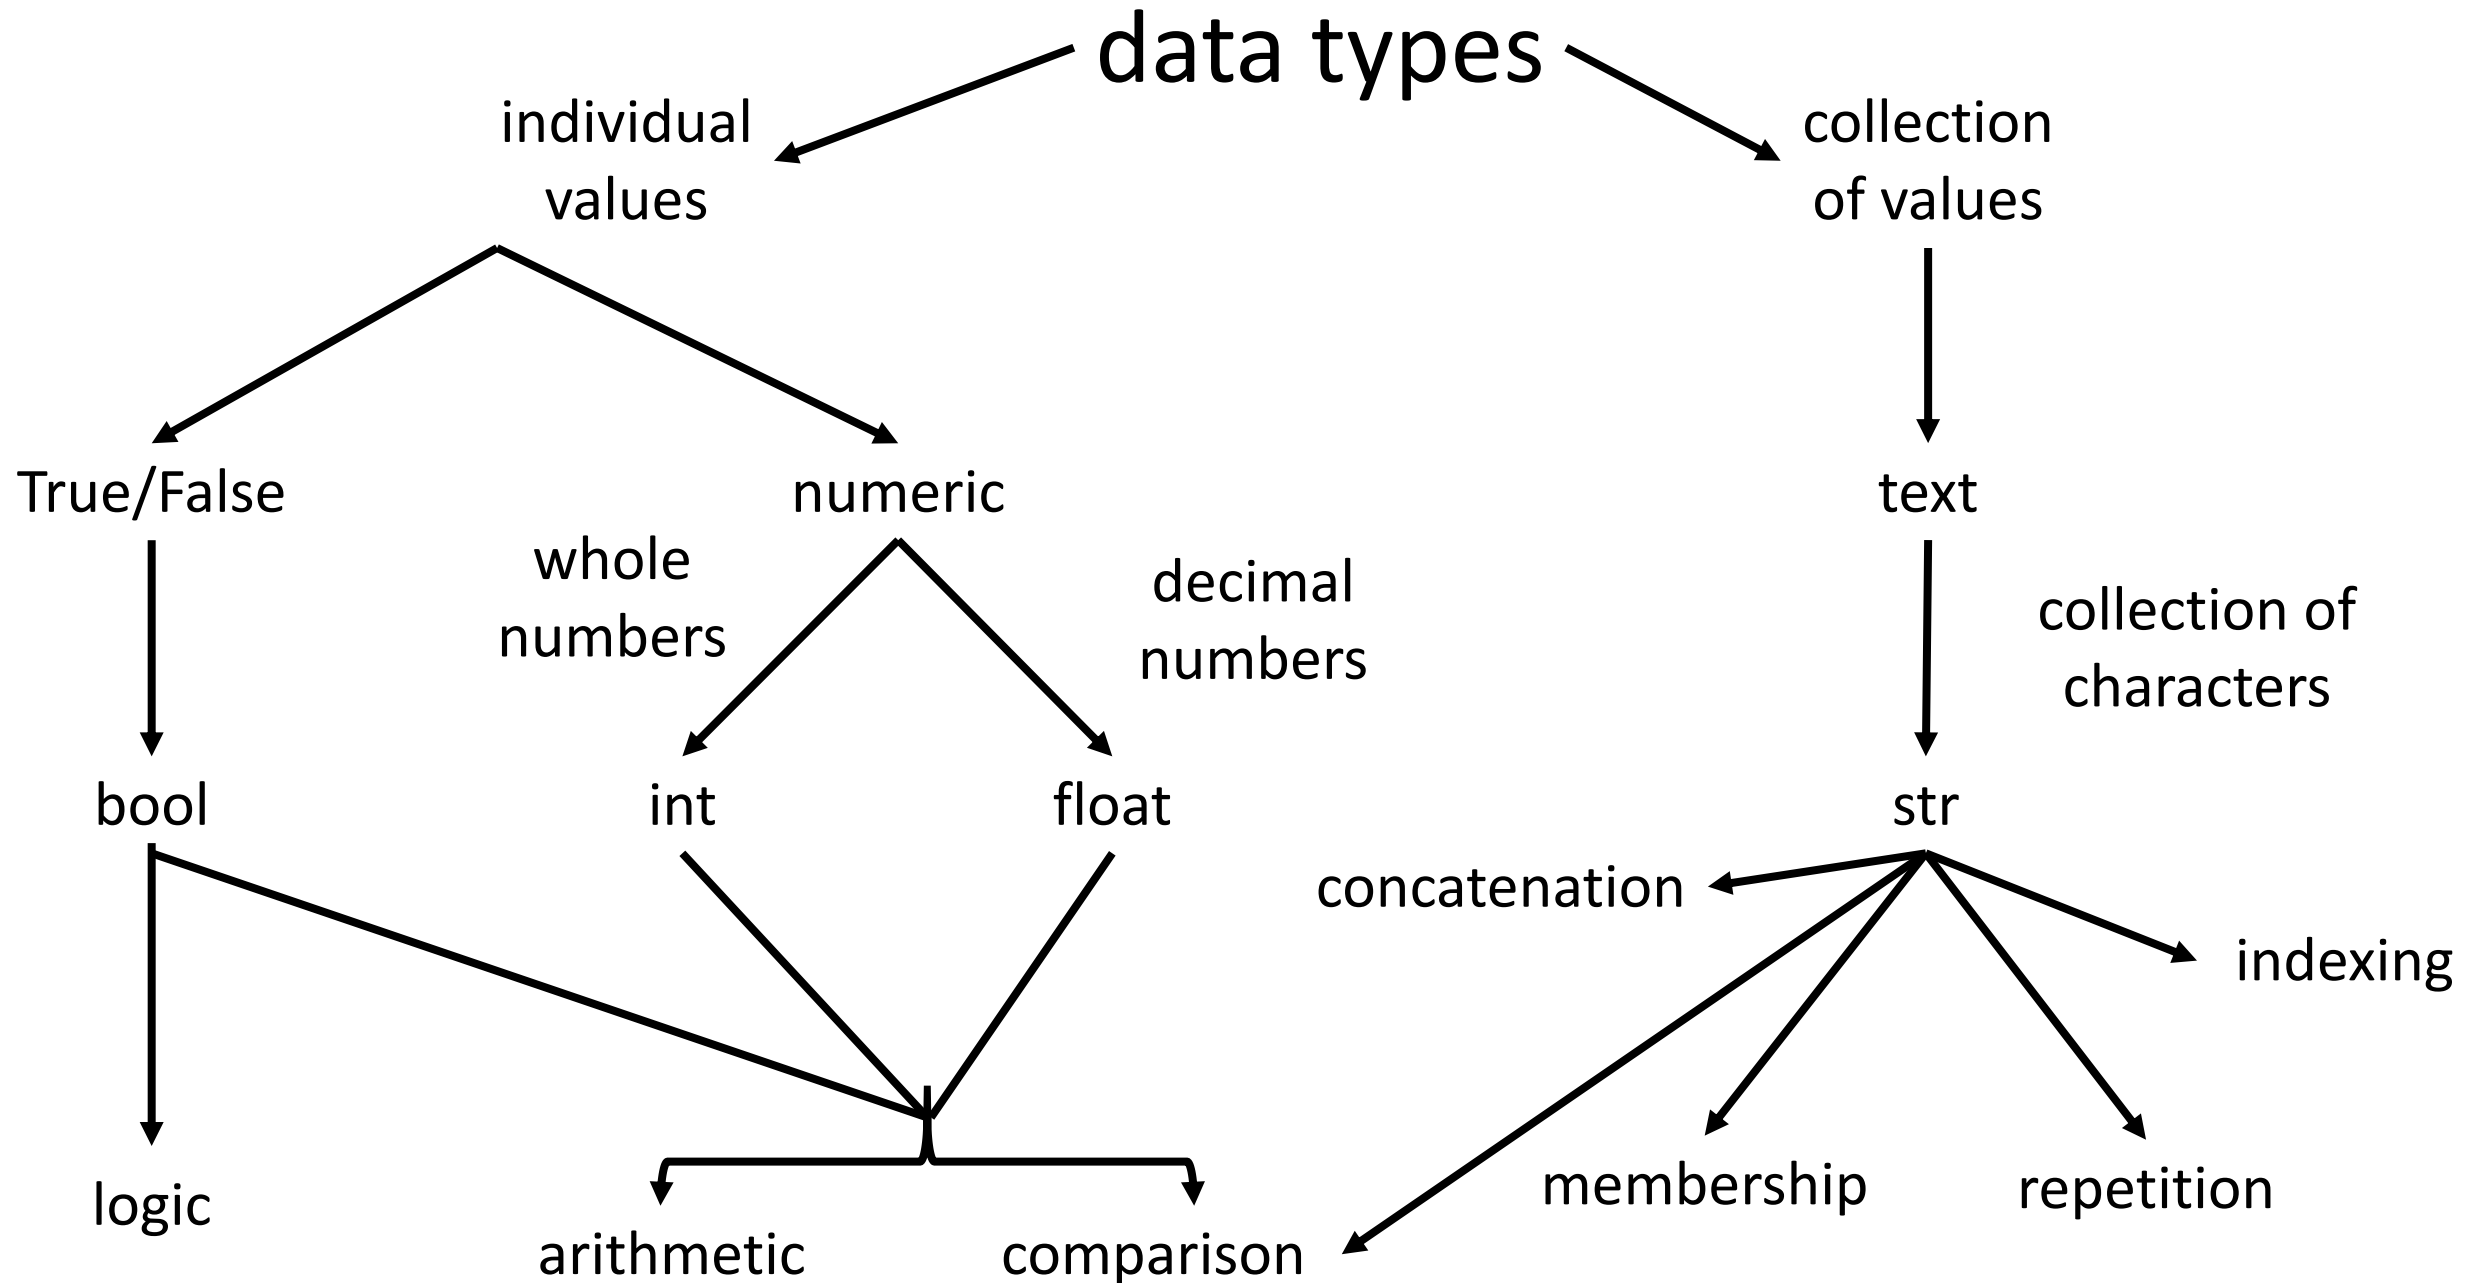 data types
individual
values
collection
of values
True/False
numeric
text
whole
numbers
decimal
numbers
collection of
characters
bool
int
float
str
concatenation
indexing
logic
membership
repetition
arithmetic
comparison